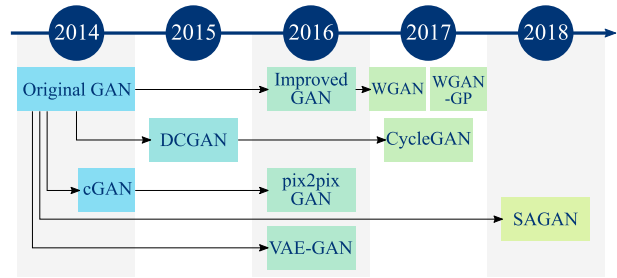 2014 2015 2016 2017 2018
Original GAN
Improved
GAN
WGAN
WGAN
-GP
DCGAN
CycleGAN
cGAN
pix2pix
GAN
SAGAN
VAE-GAN